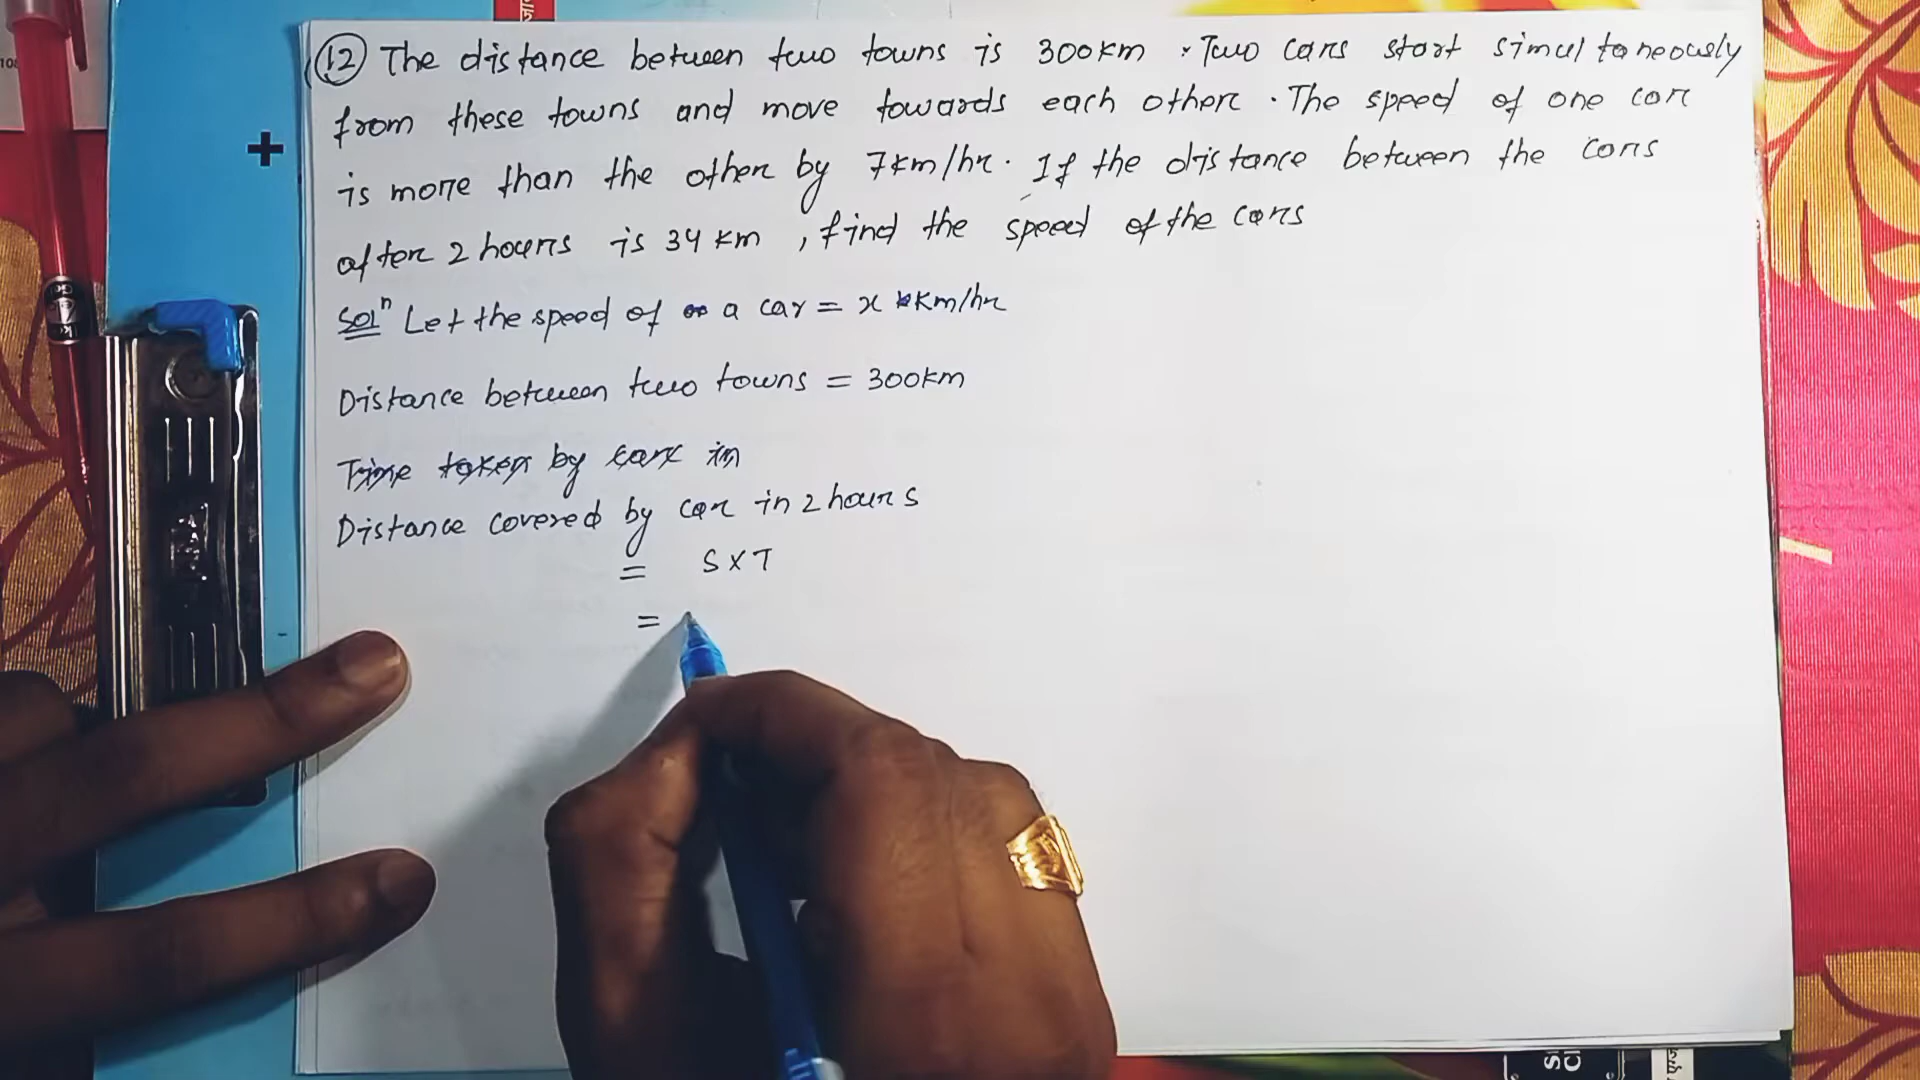 (12) The distance between two towns is 300km. Two cars start simultaneously
from these towns and move towards each other. The speed of one car
is more than the other by 7km/hr. If the distance between the cars
after 2 hours is 34 km, find the speed of the cars
Solⁿ Let the speed of a car = x km/hr
Distance between two towns = 300km
Time taken by car in
Distance covered by car in 2 hours
= S×T
=